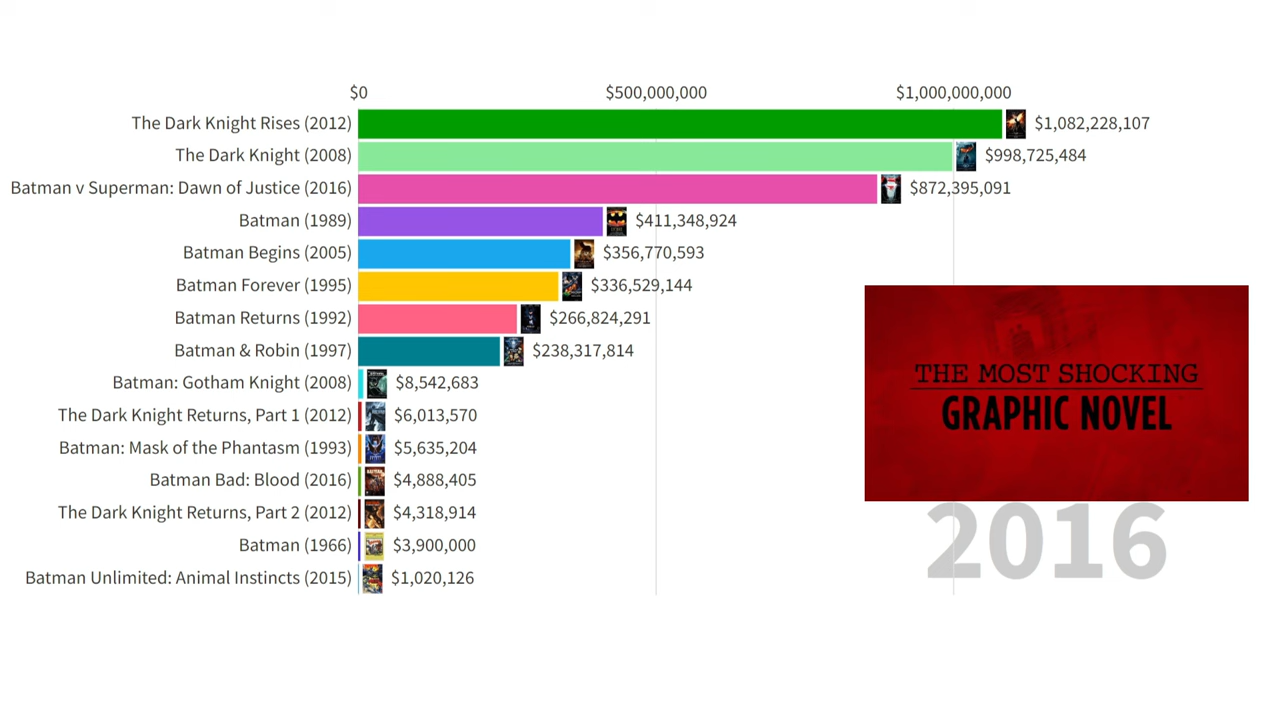 $0 $500,000,000 $1,000,000,000
The Dark Knight Rises (2012) $1,082,228,107
The Dark Knight (2008) $998,725,484
Batman v Superman: Dawn of Justice (2016) $872,395,091
Batman (1989) $411,348,924
Batman Begins (2005) $356,770,593
Batman Forever (1995) $336,529,144
Batman Returns (1992) $266,824,291
Batman & Robin (1997) $238,317,814
Batman: Gotham Knight (2008) $8,542,683
The Dark Knight Returns, Part 1 (2012) $6,013,570
Batman: Mask of the Phantasm (1993) $5,635,204
Batman Bad: Blood (2016) $4,888,405
The Dark Knight Returns, Part 2 (2012) $4,318,914
Batman (1966) $3,900,000
Batman Unlimited: Animal Instincts (2015) $1,020,126
THE MOST SHOCKING
GRAPHIC NOVEL
2016